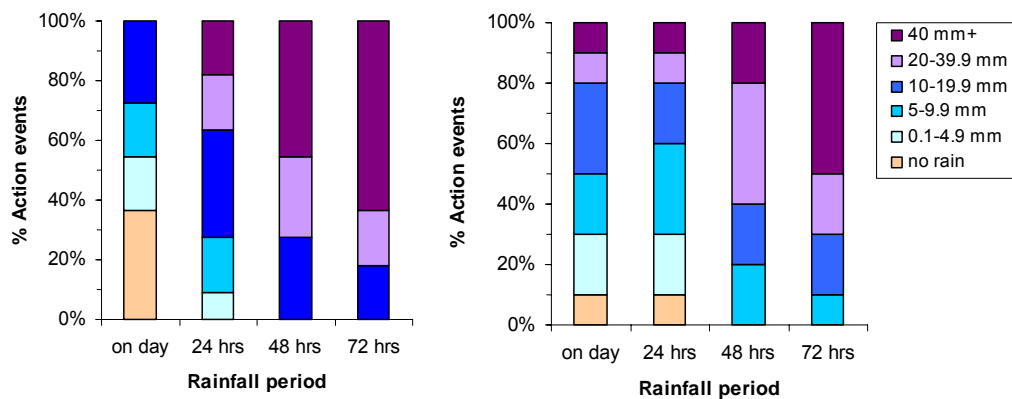 100%
80%
60%
40%
20%
0%
% Action events
on day 24 hrs 48 hrs 72 hrs
Rainfall period
100%
80%
60%
40%
20%
0%
% Action events
on day 24 hrs 48 hrs 72 hrs
Rainfall period
40 mm+
20-39.9 mm
10-19.9 mm
5-9.9 mm
0.1-4.9 mm
no rain